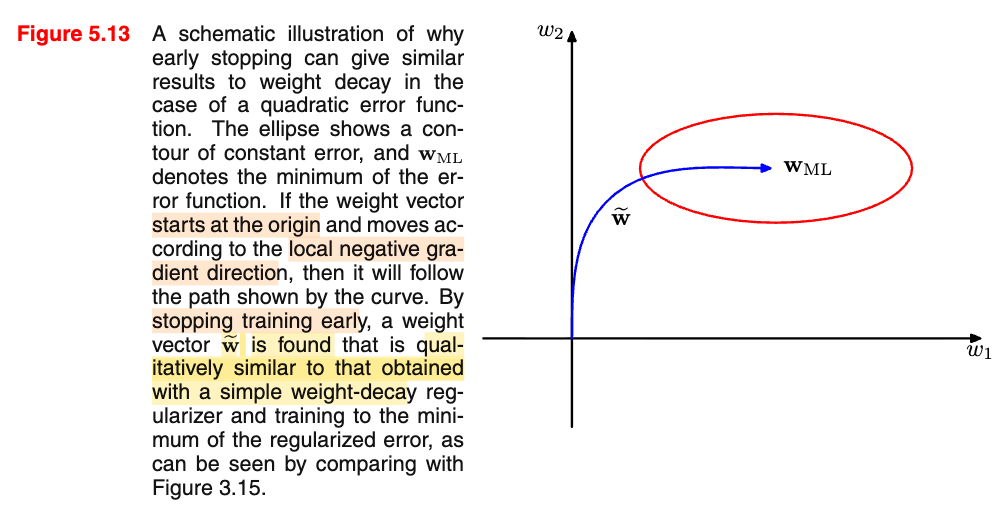 Figure 5.13 A schematic illustration of why
early stopping can give similar
results to weight decay in the
case of a quadratic error func-
tion. The ellipse shows a con-
tour of constant error, and w_ML
denotes the minimum of the er-
ror function. If the weight vector
starts at the origin and moves ac-
cording to the local negative gra-
dient direction, then it will follow
the path shown by the curve. By
stopping training early, a weight
vector w̃ is found that is qual-
itatively similar to that obtained
with a simple weight-decay reg-
ularizer and training to the mini-
mum of the regularized error, as
can be seen by comparing with
Figure 3.15.
w₂
w_ML
w̃
w₁